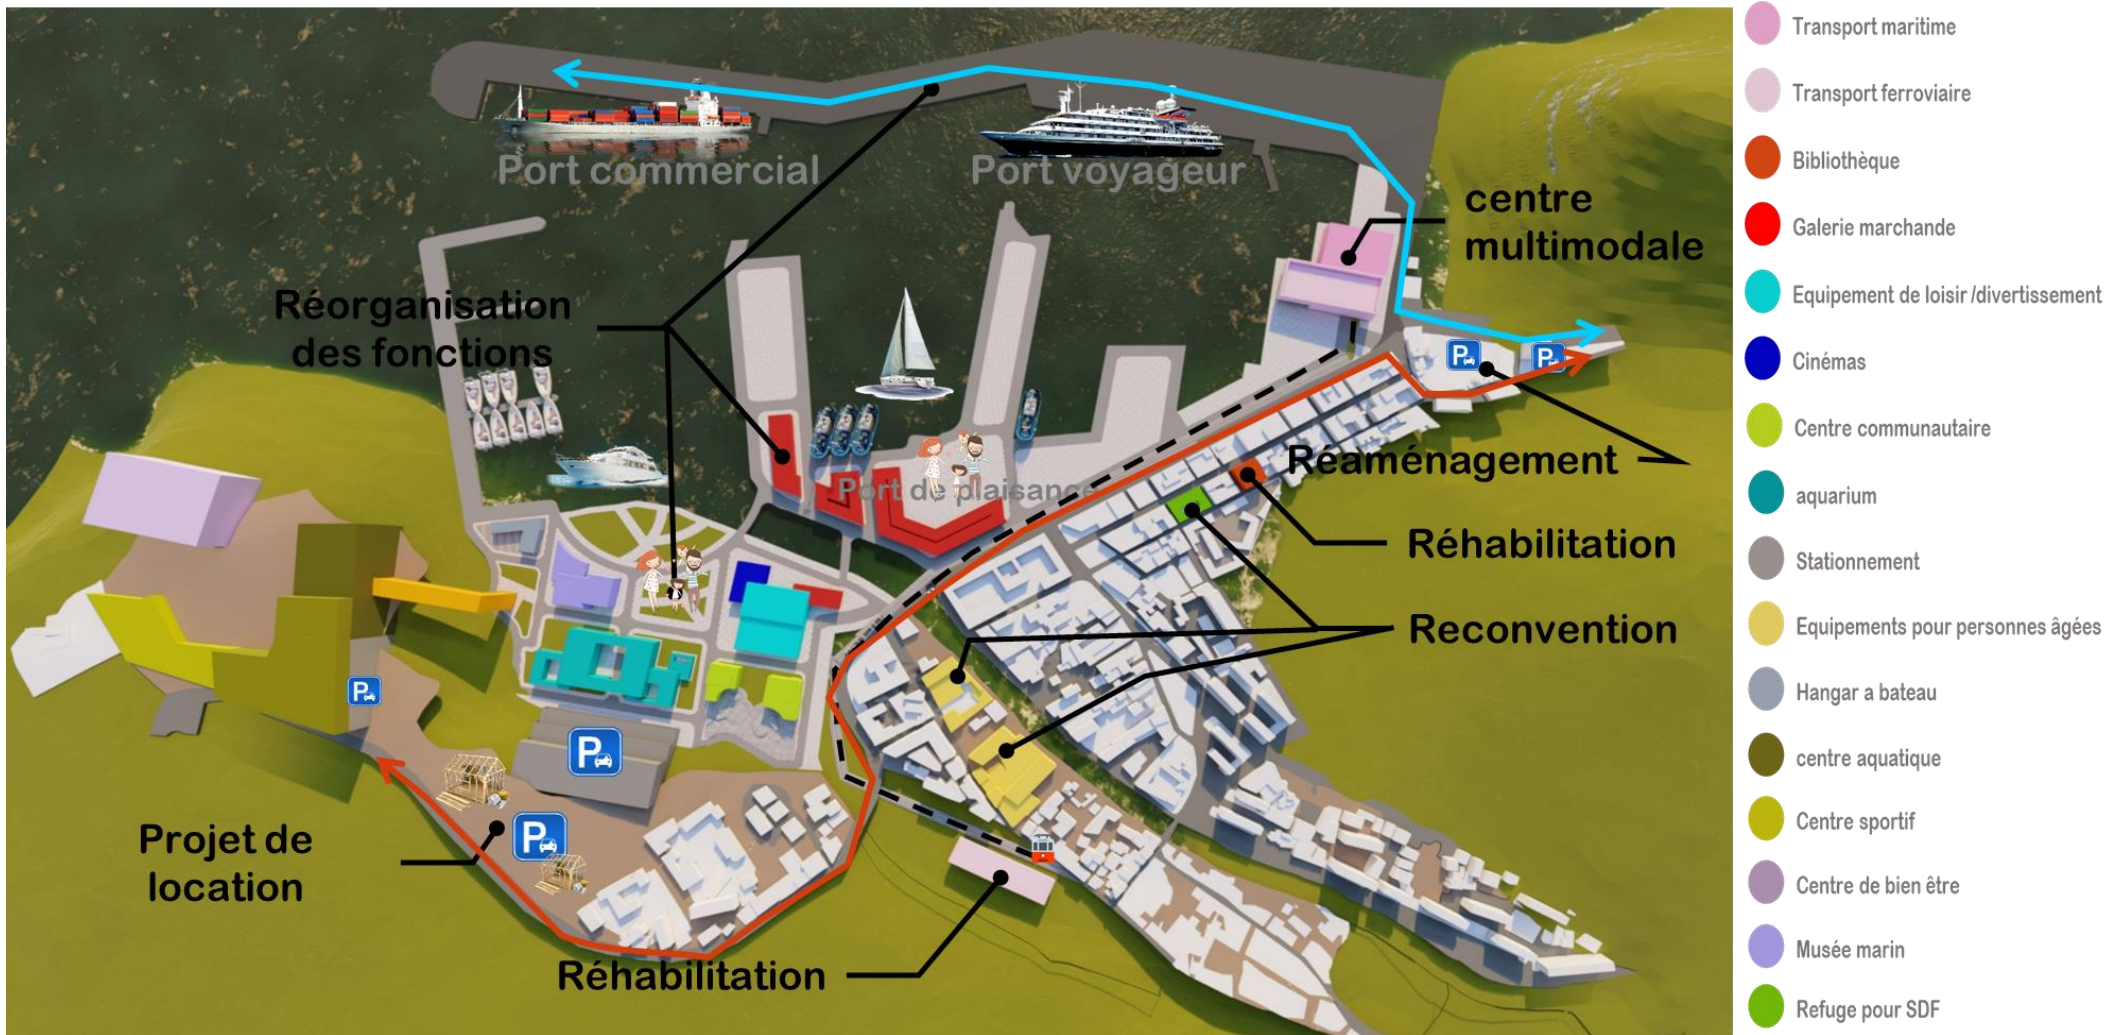 Port commercial
Port voyageur
centre
multimodale
Réorganisation
des fonctions
P
P
Réaménagement
Port de plaisance
Réhabilitation
Reconvention
P
P
P
Projet de
location
Réhabilitation
Transport maritime
Transport ferroviaire
Bibliothèque
Galerie marchande
Equipement de loisir /divertissement
Cinémas
Centre communautaire
aquarium
Stationnement
Equipements pour personnes âgées
Hangar a bateau
centre aquatique
Centre sportif
Centre de bien être
Musée marin
Refuge pour SDF